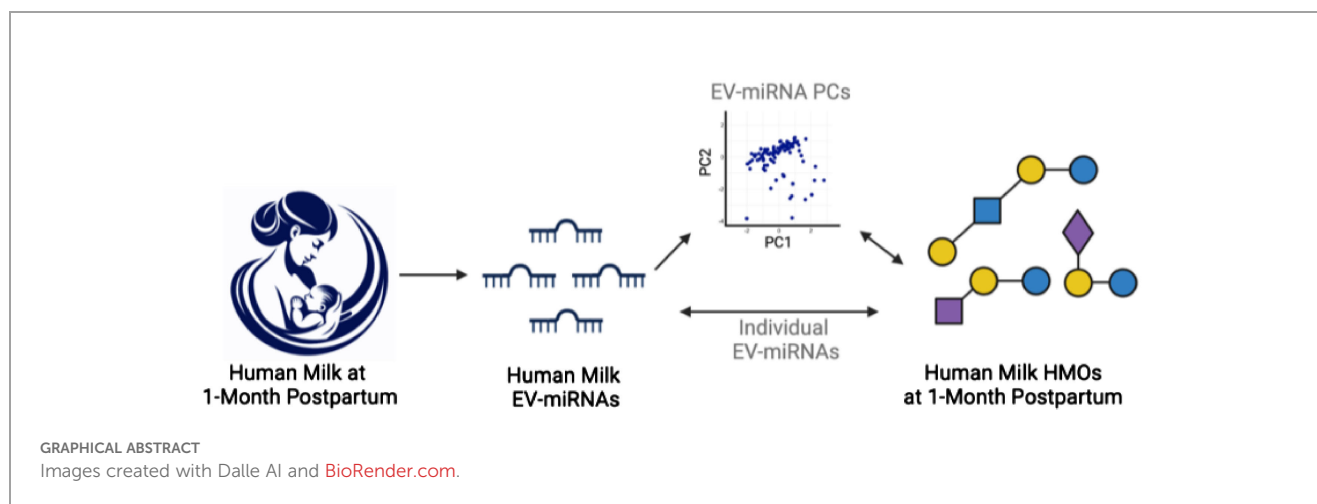 EV-miRNA PCs
PC2
PC1
Individual
EV-miRNAs
Human Milk at
1-Month Postpartum
Human Milk
EV-miRNAs
Human Milk HMOs
at 1-Month Postpartum
GRAPHICAL ABSTRACT
Images created with Dalle AI and BioRender.com.